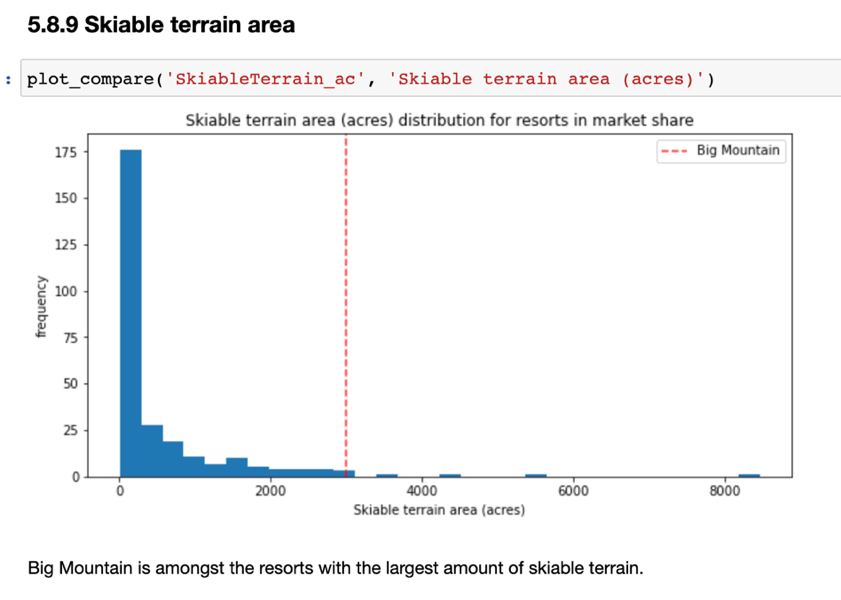 5.8.9 Skiable terrain area
: plot_compare('SkiableTerrain_ac', 'Skiable terrain area (acres)')
Skiable terrain area (acres) distribution for resorts in market share
Big Mountain
175
150
125
100
75
50
25
0
frequency
0 2000 4000 6000 8000
Skiable terrain area (acres)
Big Mountain is amongst the resorts with the largest amount of skiable terrain.